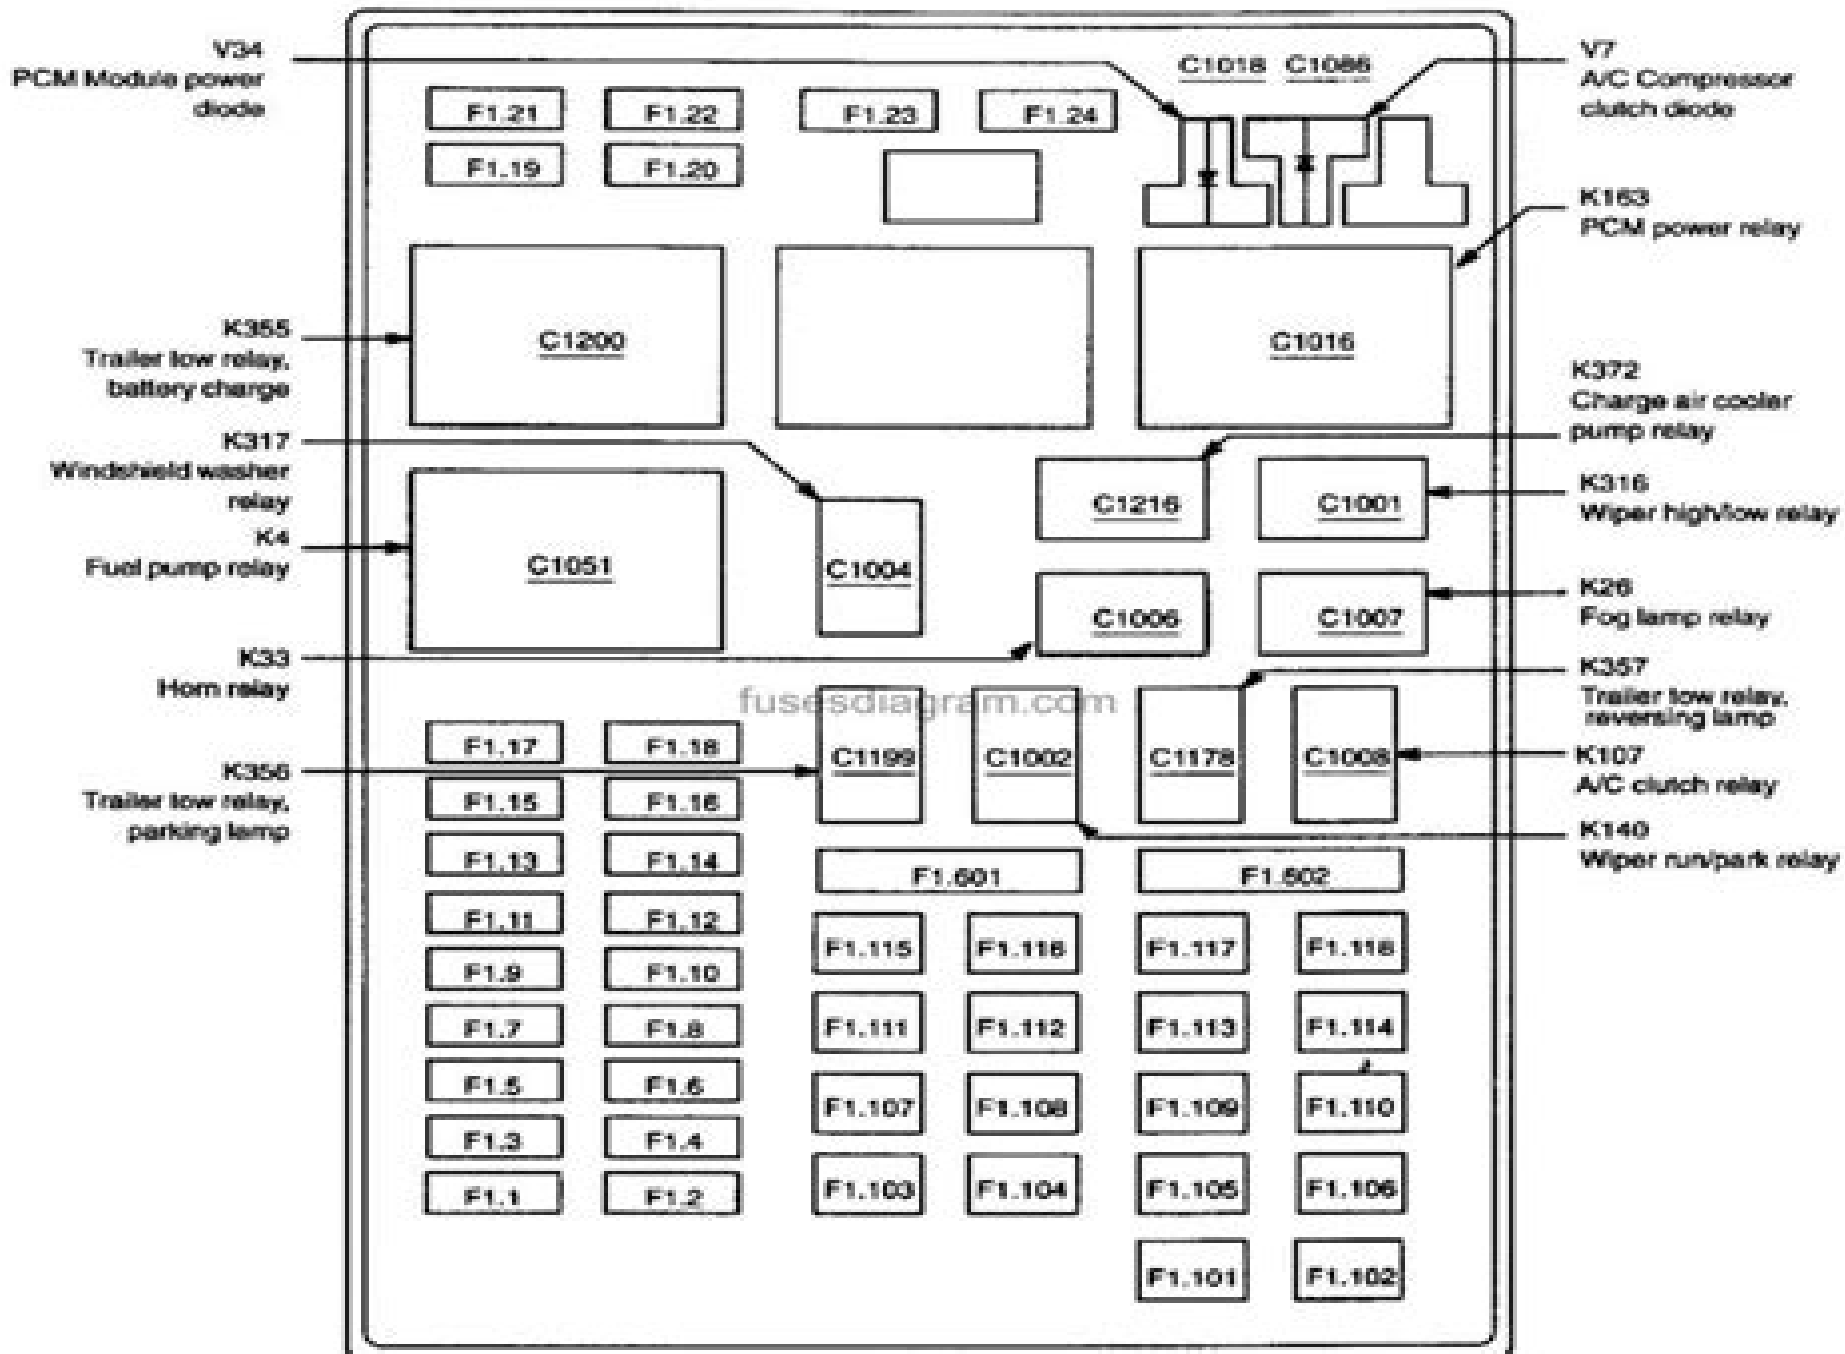 V34
PCM Module power
diode
C1018 C1086
V7
A/C Compressor
clutch diode
F1.21 F1.22 F1.23 F1.24
F1.19 F1.20
K163
PCM power relay
K355
Trailer tow relay,
battery charge
C1200 C1016
K372
Charge air cooler
pump relay
K317
Windshield washer
relay
K4
Fuel pump relay
C1051
C1004
C1216
C1001
K316
Wiper high/low relay
C1006
C1007
K26
Fog lamp relay
K33
Horn relay
K357
Trailer tow relay,
reversing lamp
fusesdiagram.com
F1.17 F1.18
C1199 C1002 C1178 C1008
K107
A/C clutch relay
K356
Trailer tow relay,
parking lamp
F1.15 F1.16
K140
Wiper run/park relay
F1.13 F1.14
F1.601 F1.602
F1.11 F1.12
F1.115 F1.116 F1.117 F1.118
F1.9 F1.10
F1.7 F1.8
F1.111 F1.112 F1.113 F1.114
F1.5 F1.6
F1.107 F1.108 F1.109 F1.110
F1.3 F1.4
F1.1 F1.2
F1.103 F1.104 F1.105 F1.106
F1.101 F1.102